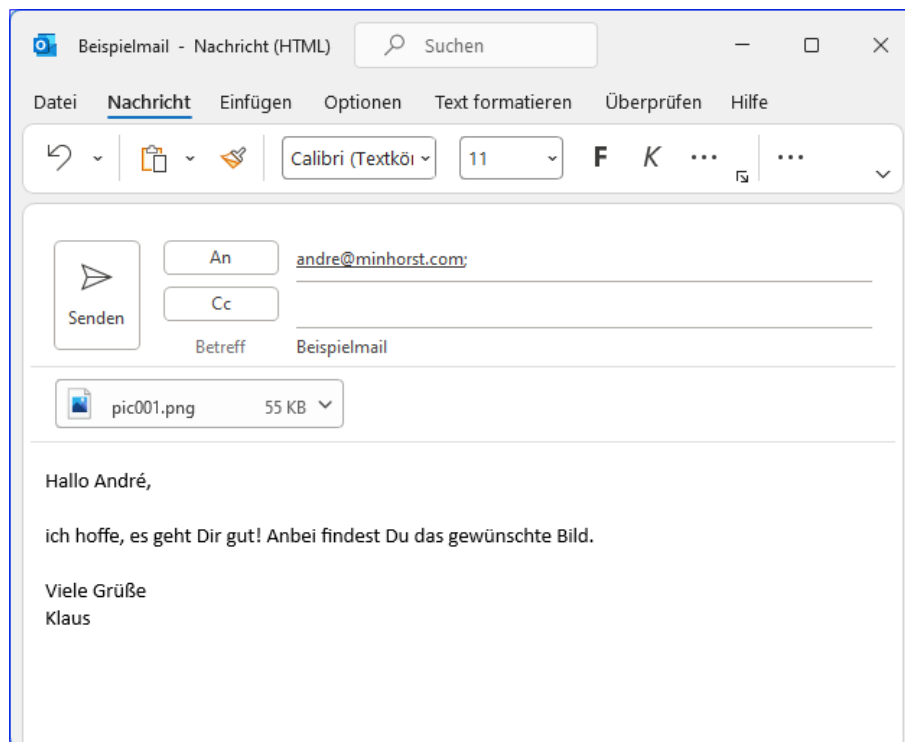 Beispielmail - Nachricht (HTML) Suchen
Datei Nachricht Einfügen Optionen Text formatieren Überprüfen Hilfe
Calibri (Textköı 11 F K ... ...
An andre@minhorst.com;
Senden
Cc
Betreff Beispielmail
pic001.png 55 KB
Hallo André,
ich hoffe, es geht Dir gut! Anbei findest Du das gewünschte Bild.
Viele Grüße
Klaus